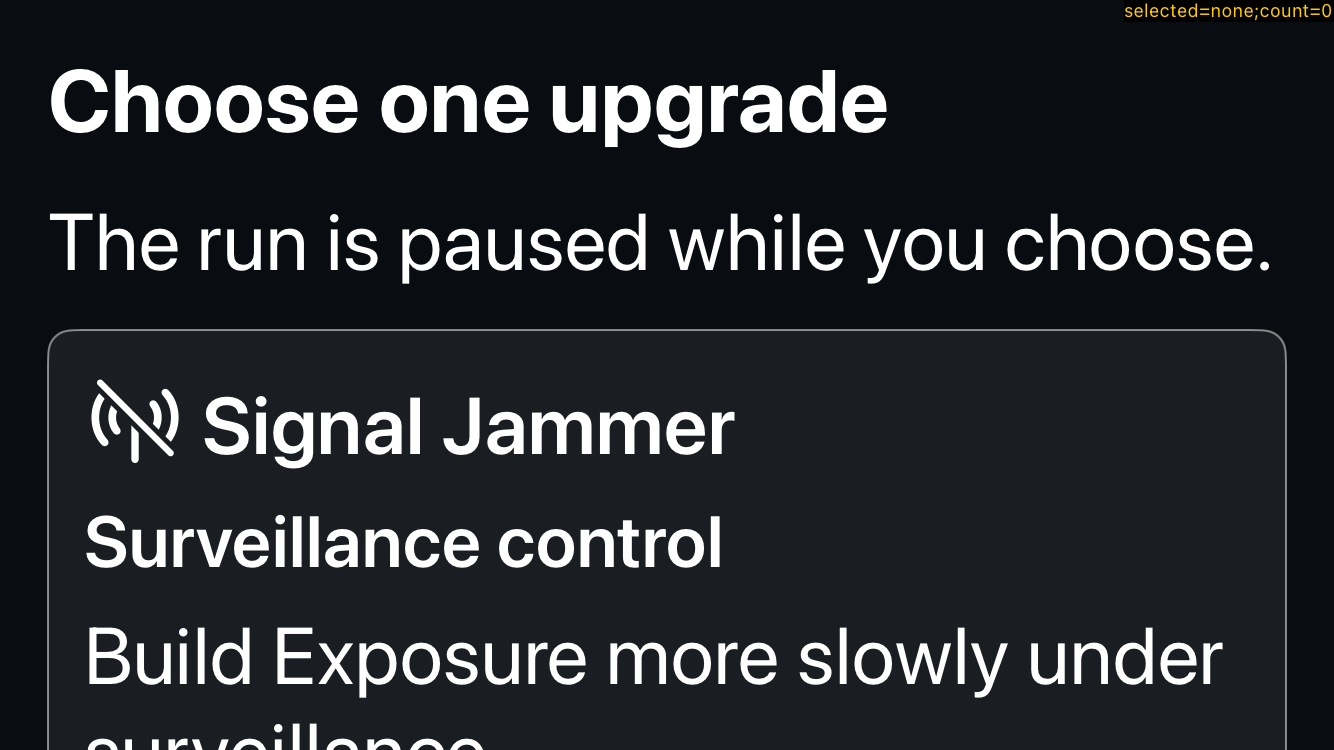 selected=none;count=0
Choose one upgrade
The run is paused while you choose.
Signal Jammer
Surveillance control
Build Exposure more slowly under
surveillance